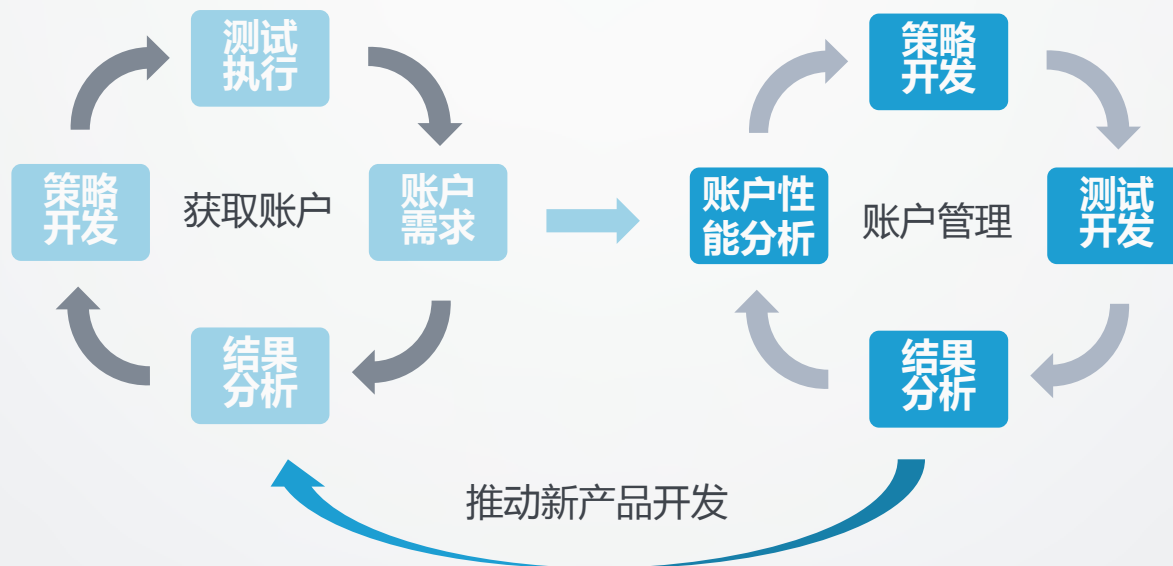 测试
执行
策略
开发
获取账户
账户
需求
结果
分析
策略
开发
账户性
能分析
账户管理
测试
开发
结果
分析
推动新产品开发